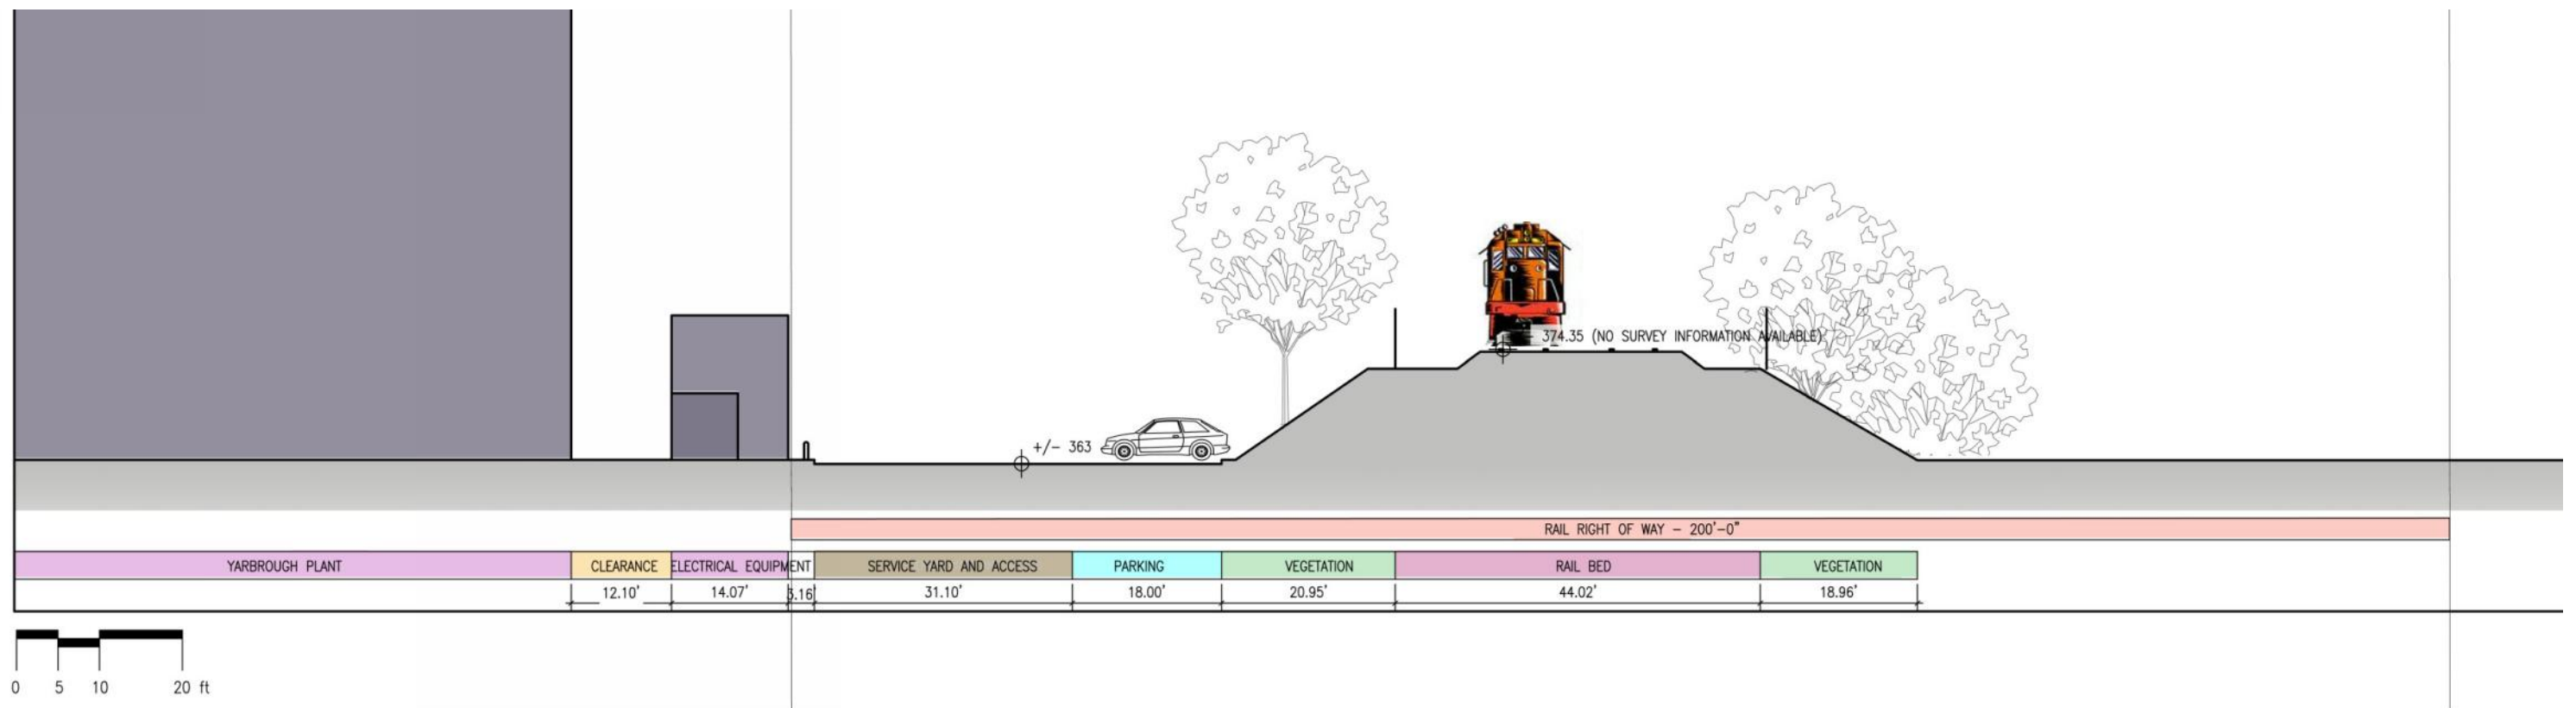 374.35 (NO SURVEY INFORMATION AVAILABLE)
+/- 363
RAIL RIGHT OF WAY - 200'-0"
YARBROUGH PLANT CLEARANCE ELECTRICAL EQUIPMENT SERVICE YARD AND ACCESS PARKING VEGETATION RAIL BED VEGETATION
12.10' 14.07' 3.16' 31.10' 18.00' 20.95' 44.02' 18.96'
0 5 10 20 ft